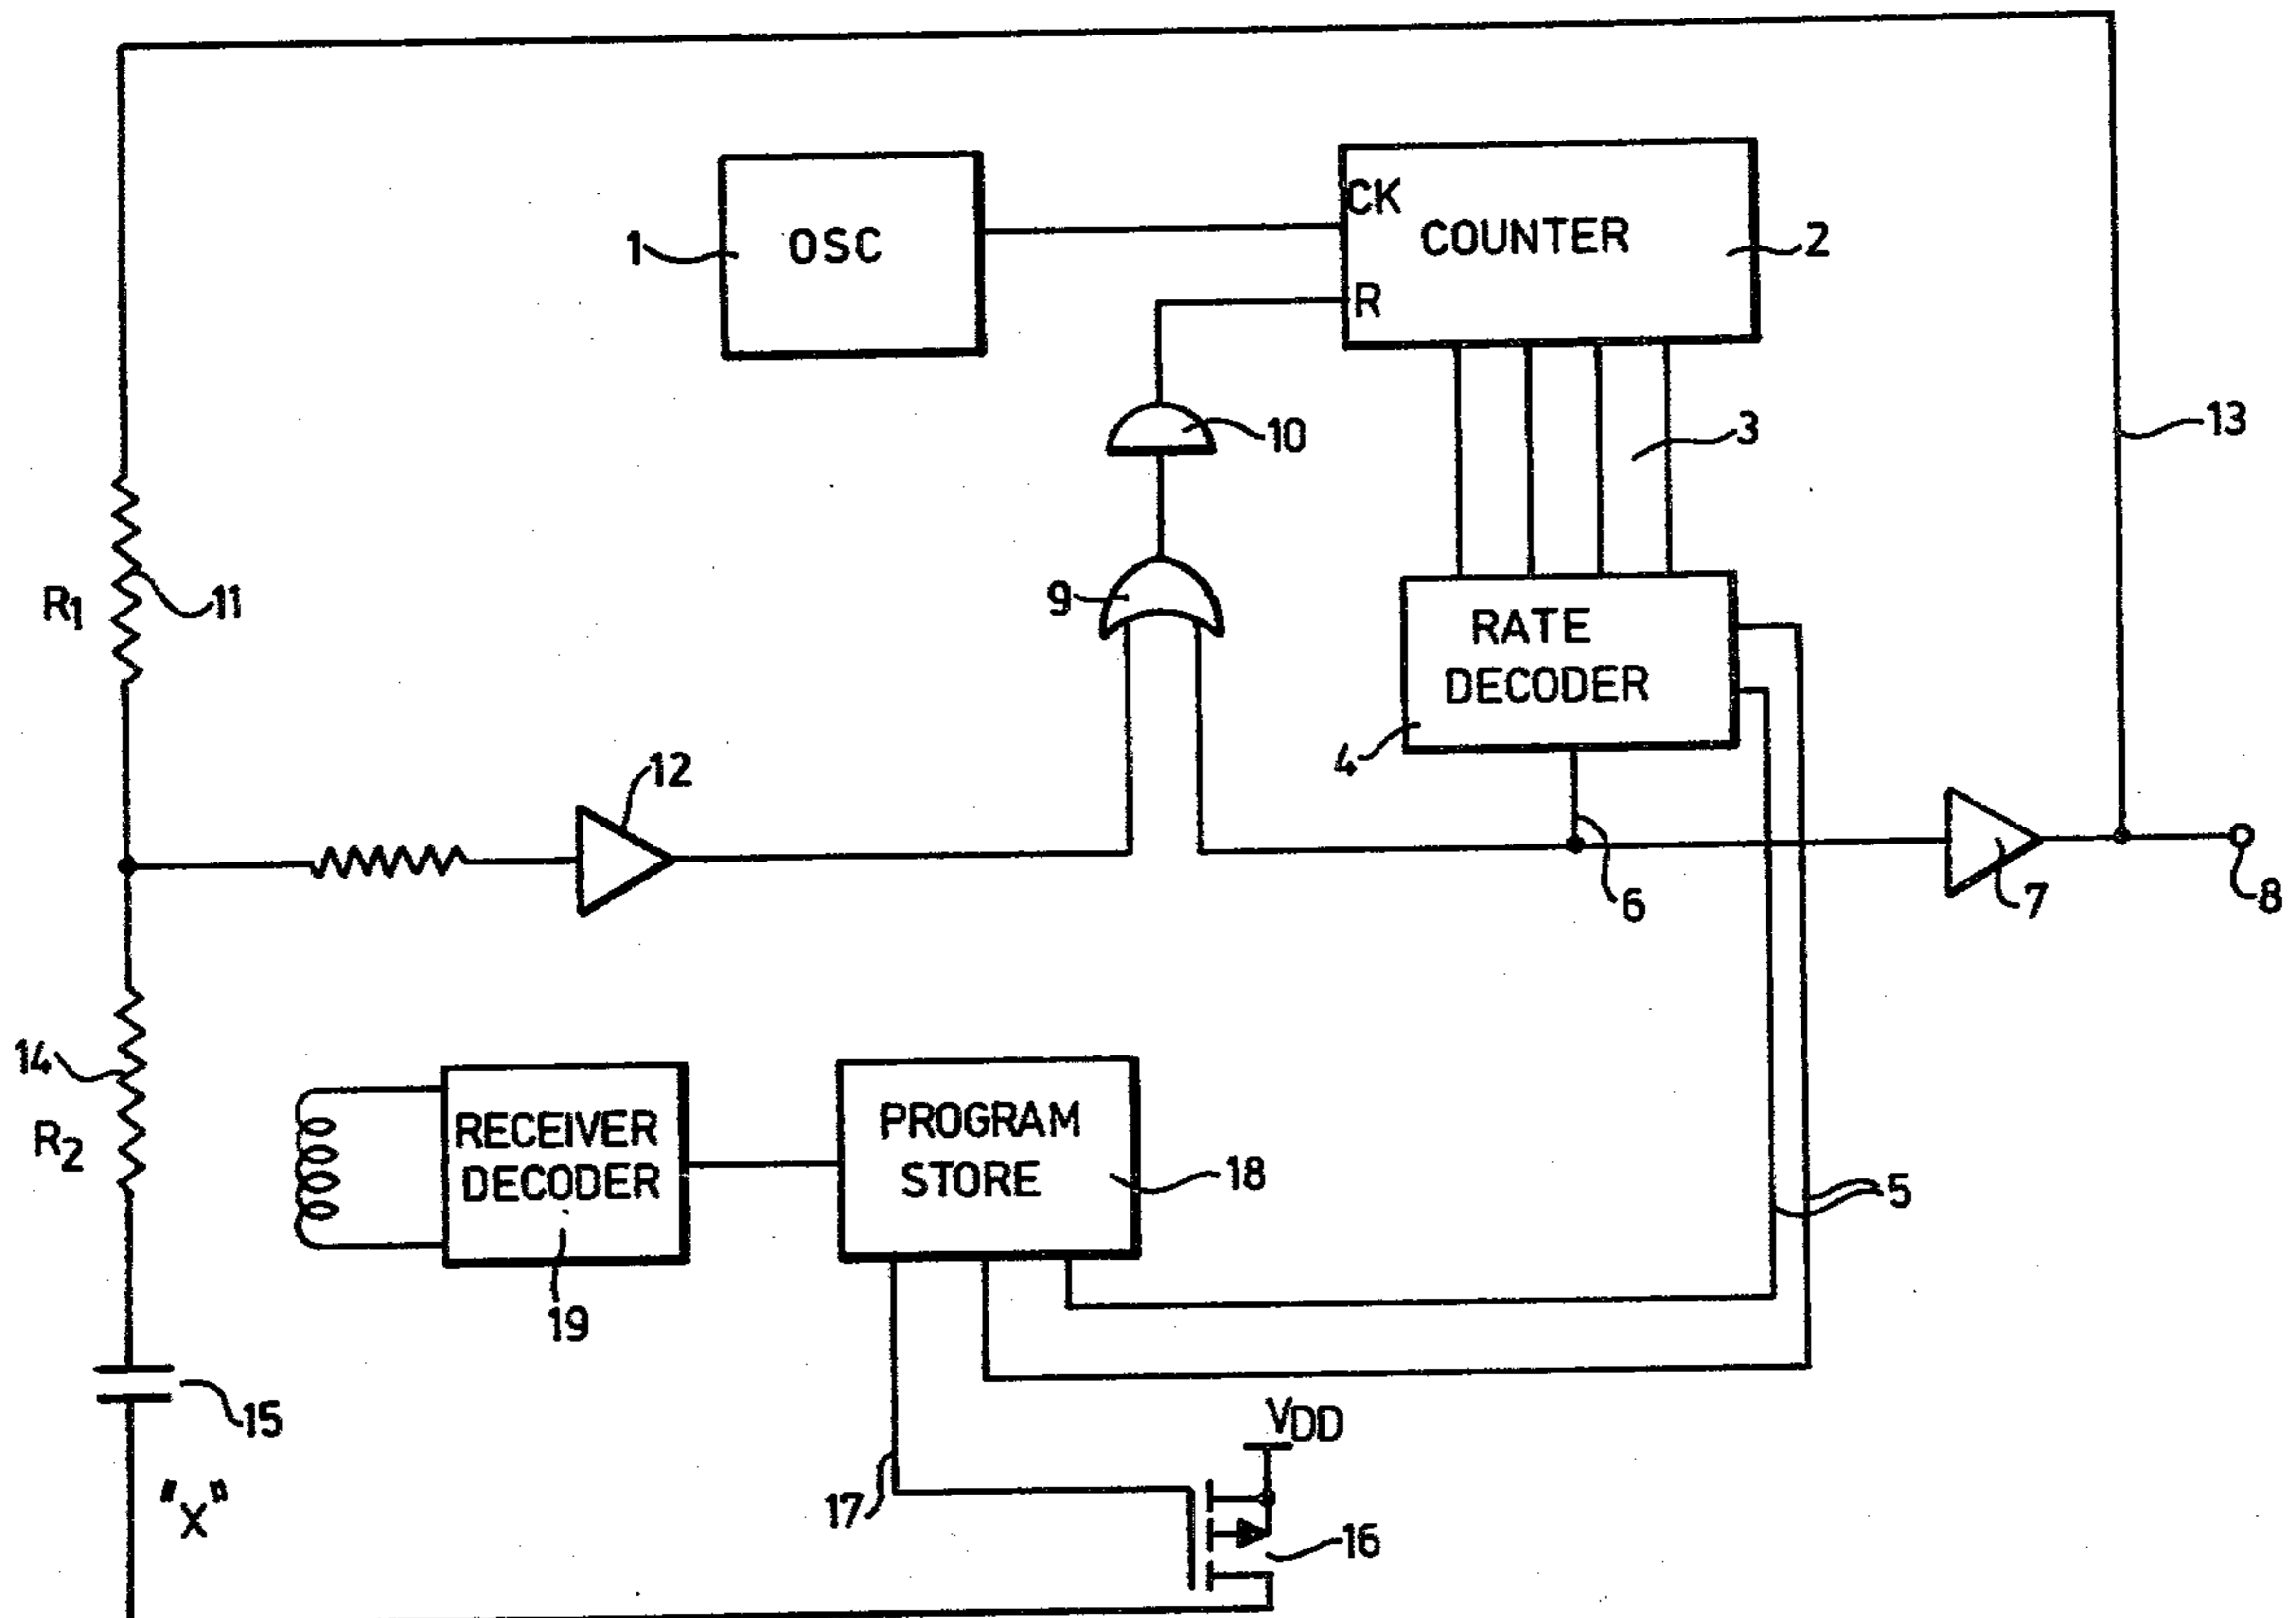 CK
1
OSC
COUNTER
2
R
10
3
13
R1
11
9
RATE
DECODER
4
12
6
7
8
14
R2
RECEIVER
DECODER
PROGRAM
STORE
18
5
19
15
VDD
"X"
17
16